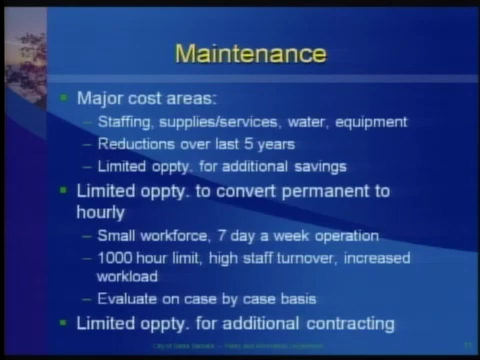 Maintenance
Major cost areas:
– Staffing, supplies/services, water, equipment
– Reductions over last 5 years
– Limited oppty. for additional savings
Limited oppty. to convert permanent to
hourly
– Small workforce, 7 day a week operation
– 1000 hour limit, high staff turnover, increased
workload
– Evaluate on case by case basis
Limited oppty. for additional contracting